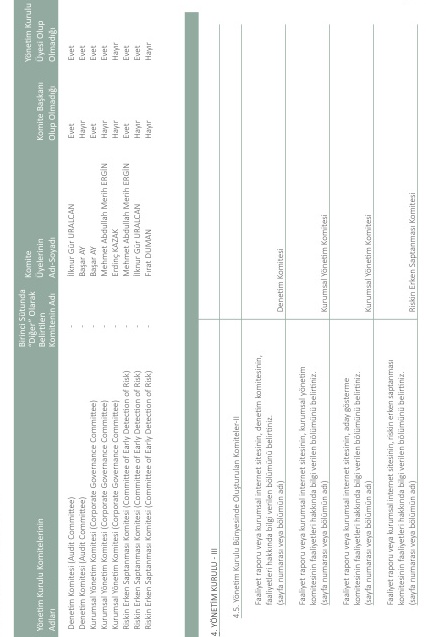 Yönetim Kurulu Komitelerinin Adları
Birinci Sütunda "Diğer" Olarak Belirtilen Komitenin Adı
Komite Üyelerinin Adı-Soyadı
Komite Başkanı Olup Olmadığı
Yönetim Kurulu Üyesi Olup Olmadığı
Denetim Komitesi (Audit Committee) - İlknur Gür URALCAN Evet Evet
Denetim Komitesi (Audit Committee) - Başar AY Hayır Evet
Kurumsal Yönetim Komitesi (Corporate Governance Committee) - Başar AY Evet Evet
Kurumsal Yönetim Komitesi (Corporate Governance Committee) - Mehmet Abdullah Merih ERGİN Hayır Evet
Kurumsal Yönetim Komitesi (Corporate Governance Committee) - Erdinç KAZAK Hayır Hayır
Riskin Erken Saptanması Komitesi (Committee of Early Detection of Risk) - Mehmet Abdullah Merih ERGİN Evet Evet
Riskin Erken Saptanması Komitesi (Committee of Early Detection of Risk) - İlknur Gür URALCAN Hayır Evet
Riskin Erken Saptanması Komitesi (Committee of Early Detection of Risk) - Fırat DUMAN Hayır Hayır
4. YÖNETİM KURULU - III
4.5. Yönetim Kurulu Bünyesinde Oluşturulan Komiteler-II
Faaliyet raporu veya kurumsal internet sitesinin, denetim komitesinin,
faaliyetleri hakkında bilgi verilen bölümünü belirtiniz.
(sayfa numarası veya bölümün adı) Denetim Komitesi
Faaliyet raporu veya kurumsal internet sitesinin, kurumsal yönetim
komitesinin faaliyetleri hakkında bilgi verilen bölümünü belirtiniz.
(sayfa numarası veya bölümün adı) Kurumsal Yönetim Komitesi
Faaliyet raporu veya kurumsal internet sitesinin, aday gösterme
komitesinin faaliyetleri hakkında bilgi verilen bölümünü belirtiniz.
(sayfa numarası veya bölümün adı) Kurumsal Yönetim Komitesi
Faaliyet raporu veya kurumsal internet sitesinin, riskin erken saptanması
komitesinin faaliyetleri hakkında bilgi verilen bölümünü belirtiniz.
(sayfa numarası veya bölümün adı) Riskin Erken Saptanması Komitesi